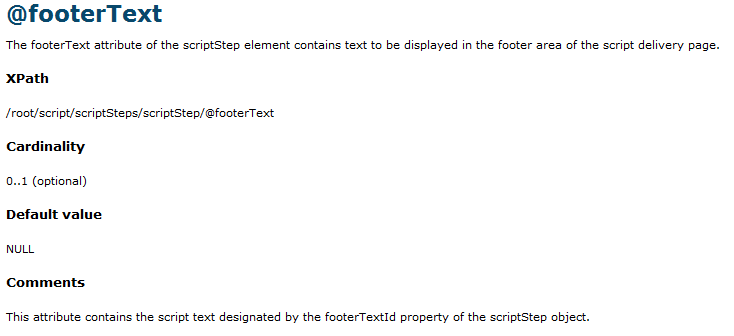 @footerText
The footerText attribute of the scriptStep element contains text to be displayed in the footer area of the script delivery page.
XPath
/root/script/scriptSteps/scriptStep/@footerText
Cardinality
0..1 (optional)
Default value
NULL
Comments
This attribute contains the script text designated by the footerTextId property of the scriptStep object.